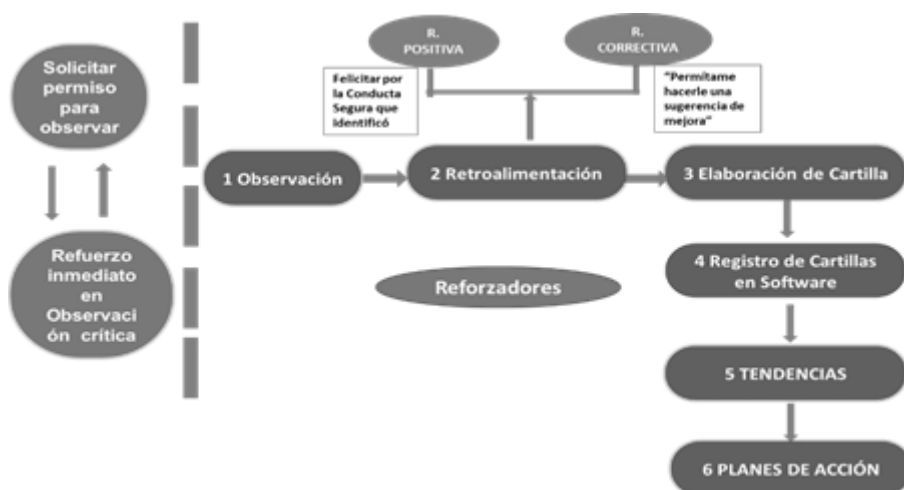 Solicitar
permiso
para
observar
Refuerzo
inmediato
en
Observaci
ón crítica
R.
POSITIVA
R.
CORRECTIVA
Felicitar por
la Conducta
Segura que
identificó
"Permítame
hacerle una
sugerencia de
mejora"
1 Observación
2 Retroalimentación
3 Elaboración de Cartilla
4 Registro de Cartillas
en Software
Reforzadores
5 TENDENCIAS
6 PLANES DE ACCIÓN